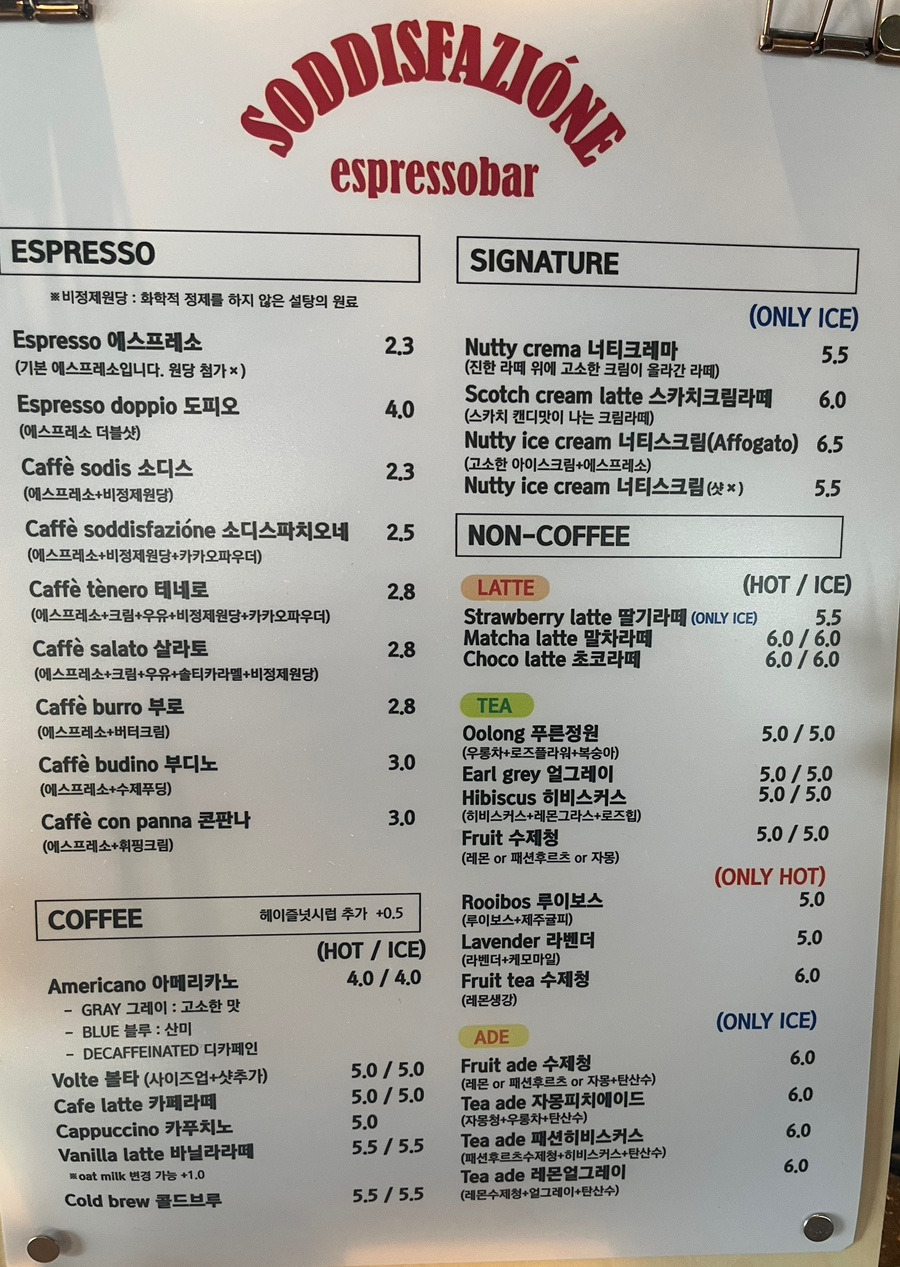 SODDISFAZIÓNE
espressobar
ESPRESSO
※비정제원당 : 화학적 정제를 하지 않은 설탕의 원료
Espresso 에스프레소 2.3
(기본 에스프레소입니다. 원당 첨가×)
Espresso doppio 도피오 4.0
(에스프레소 더블샷)
Caffè sodis 소디스 2.3
(에스프레소+비정제원당)
Caffè soddisfazióne 소디스파치오네 2.5
(에스프레소+비정제원당+카카오파우더)
Caffè tènero 테네로 2.8
(에스프레소+크림+우유+비정제원당+카카오파우더)
Caffè salato 살라토 2.8
(에스프레소+크림+우유+솔티카라멜+비정제원당)
Caffè burro 부로 2.8
(에스프레소+버터크림)
Caffè budino 부디노 3.0
(에스프레소+수제푸딩)
Caffè con panna 콘판나 3.0
(에스프레소+휘핑크림)
COFFEE 헤이즐넛시럽 추가 +0.5
(HOT / ICE)
Americano 아메리카노 4.0 / 4.0
- GRAY 그레이 : 고소한 맛
- BLUE 블루 : 산미
- DECAFFEINATED 디카페인
Volte 볼타 (사이즈업+샷추가) 5.0 / 5.0
Cafe latte 카페라떼 5.0 / 5.0
Cappuccino 카푸치노 5.0
Vanilla latte 바닐라라떼 5.5 / 5.5
※oat milk 변경 가능 +1.0
Cold brew 콜드브루 5.5 / 5.5
SIGNATURE
(ONLY ICE)
Nutty crema 너티크레마 5.5
(진한 라떼 위에 고소한 크림이 올라간 라떼)
Scotch cream latte 스카치크림라떼 6.0
(스카치 캔디맛이 나는 크림라떼)
Nutty ice cream 너티스크림(Affogato) 6.5
(고소한 아이스크림+에스프레소)
Nutty ice cream 너티스크림(샷×) 5.5
NON-COFFEE
LATTE (HOT / ICE)
Strawberry latte 딸기라떼 (ONLY ICE) 5.5
Matcha latte 말차라떼 6.0 / 6.0
Choco latte 초코라떼 6.0 / 6.0
TEA
Oolong 푸른정원 5.0 / 5.0
(우롱차+로즈플라워+복숭아)
Earl grey 얼그레이 5.0 / 5.0
Hibiscus 히비스커스 5.0 / 5.0
(히비스커스+레몬그라스+로즈힙)
Fruit 수제청 5.0 / 5.0
(레몬 or 패션후르츠 or 자몽)
(ONLY HOT)
Rooibos 루이보스 5.0
(루이보스+제주귤피)
Lavender 라벤더 5.0
(라벤더+케모마일)
Fruit tea 수제청 6.0
(레몬생강)
ADE (ONLY ICE)
Fruit ade 수제청 6.0
(레몬 or 패션후르츠 or 자몽+탄산수)
Tea ade 자몽피치에이드 6.0
(자몽청+우롱차+탄산수)
Tea ade 패션히비스커스 6.0
(패션후르츠수제청+히비스커스+탄산수)
Tea ade 레몬얼그레이 6.0
(레몬수제청+얼그레이+탄산수)